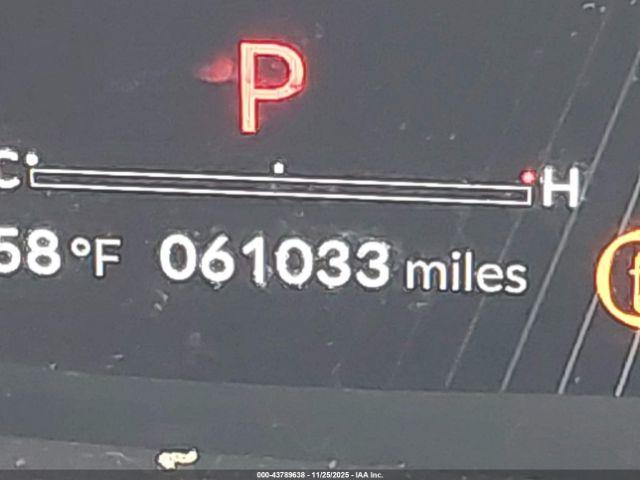 P
C H
58°F 061033 miles
000-43789638 - 11/25/2025 - IAA Inc.